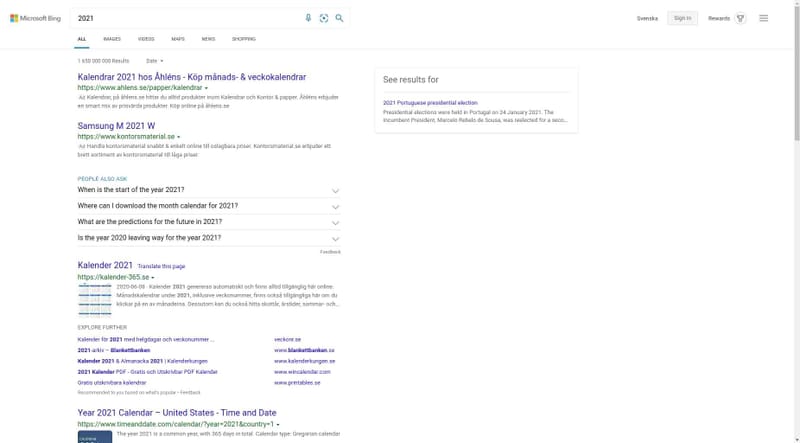 Microsoft Bing
2021
Svenska
Sign in
Rewards
ALL
IMAGES
VIDEOS
MAPS
NEWS
SHOPPING
1 630 000 000 Results
Date
Kalendrar 2021 hos Åhléns - Köp månads- & veckokalendrar
https://www.ahlens.se/papper/kalendrar
Ad Kalendrar, på åhlens.se hittar du alltid produkter inom Kalendrar och Kontor & papper. Åhléns erbjuder
en smart mix av prisvärda produkter. Köp online på åhlens.se
Samsung M 2021 W
https://www.kontorsmaterial.se
Ad Handla kontorsmaterial snabbt & enkelt online till oslagbara priser. Kontorsmaterial.se erbjuder ett
brett sortiment av kontorsmaterial till låga priser
See results for
2021 Portuguese presidential election
Presidential elections were held in Portugal on 24 January 2021. The
incumbent President, Marcelo Rebelo de Sousa, was reelected for a seco...
PEOPLE ALSO ASK
When is the start of the year 2021?
Where can I download the month calendar for 2021?
What are the predictions for the future in 2021?
Is the year 2020 leaving way for the year 2021?
Feedback
Kalender 2021 Translate this page
https://kalender-365.se
2020-06-08 · Kalender 2021 genereras automatiskt och finns alltid tillgänglig här online.
Månadskalendrar under 2021, inklusive veckonummer, finns också tillgängliga här om du
klickar på en av månaderna. Dessutom kan du också hitta skottår, årstider, sommar- och...
EXPLORE FURTHER
Kalender för 2021 med helgdagar och veckonummer ...
veckonr.se
2021 arkiv – Blankettbanken
www.blankettbanken.se
Kalender 2021 & Almanacka 2021 | Kalenderkungen
www.kalenderkungen.se
2021 Kalender PDF - Gratis och Utskrivbar PDF Kalender
www.wincalendar.com
Gratis utskrivbara kalendrar
www.printables.se
Recommended to you based on what's popular • Feedback
Year 2021 Calendar – United States - Time and Date
https://www.timeanddate.com/calendar/?year=2021&country=1
The year 2021 is a common year, with 365 days in total. Calendar type: Gregorian calendar